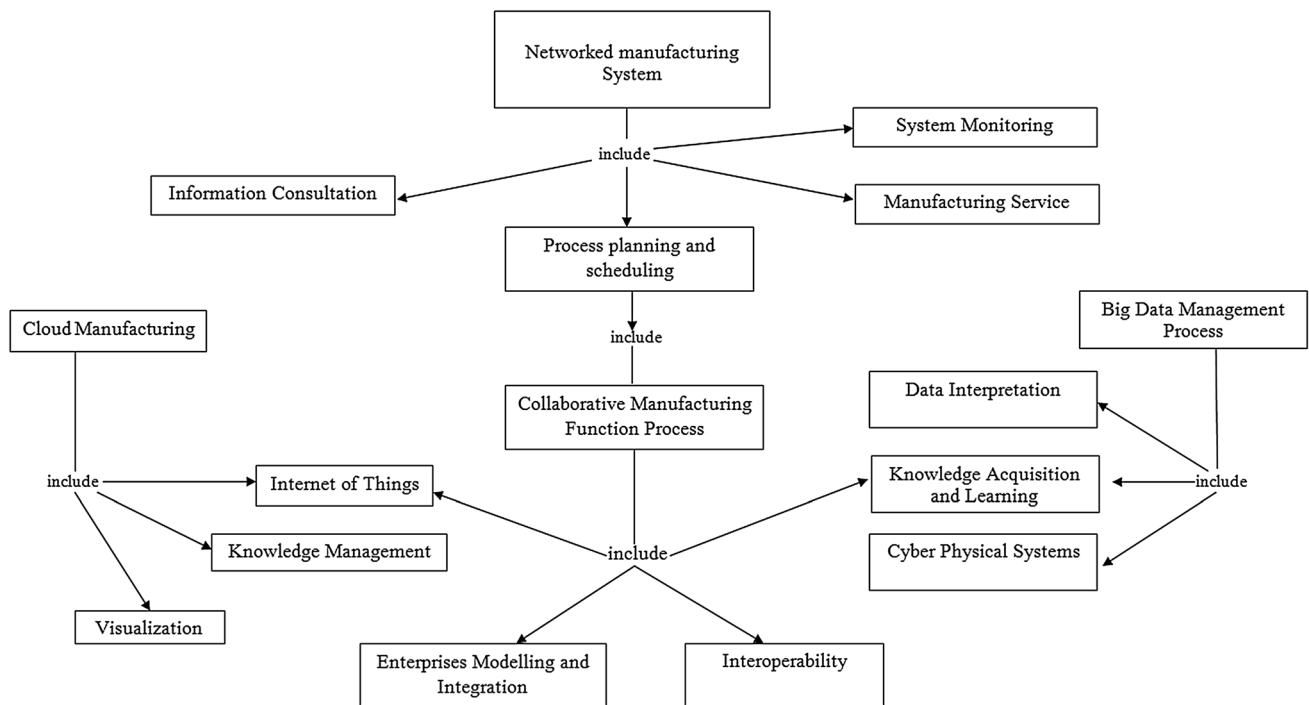 Networked manufacturing
System
System Monitoring
include
Information Consultation
Manufacturing Service
Process planning and
scheduling
Cloud Manufacturing
Big Data Management
Process
include
Collaborative Manufacturing
Function Process
Data Interpretation
include
Internet of Things
Knowledge Acquisition
and Learning
include
Knowledge Management
include
Cyber Physical Systems
Visualization
Enterprises Modelling and
Integration
Interoperability